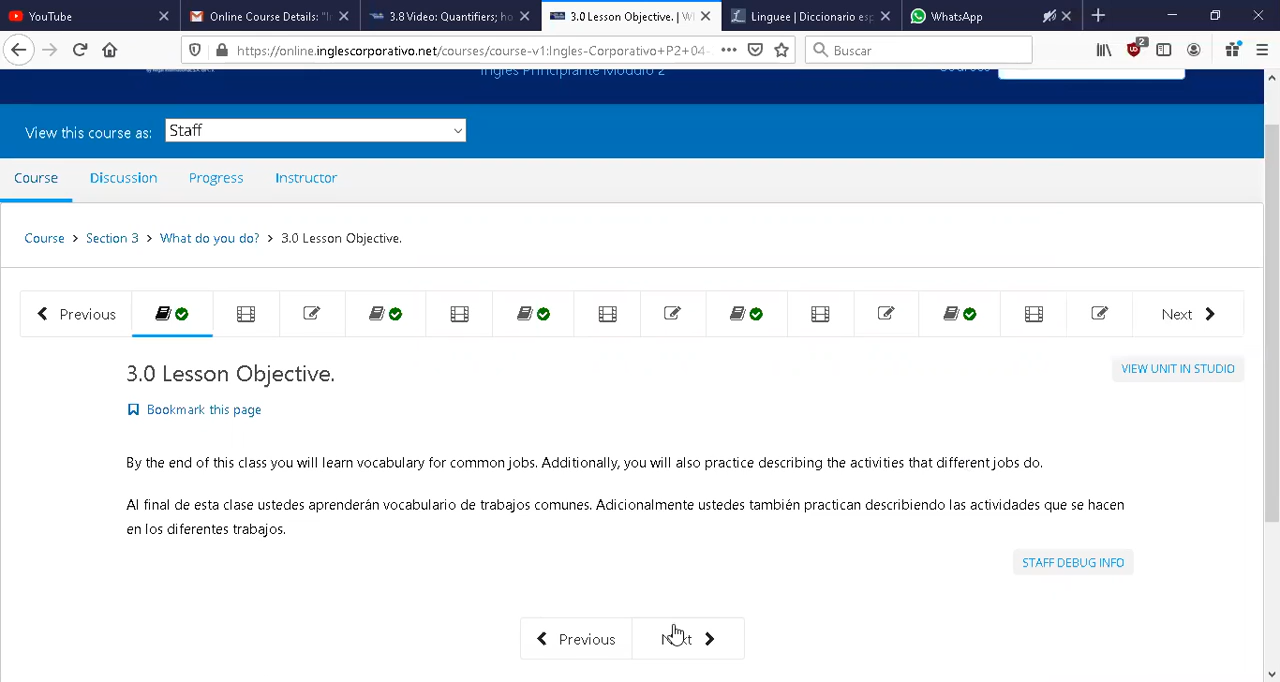 YouTube
Online Course Details: "I
3.8 Video: Quantifiers; ho
3.0 Lesson Objective. | W
Linguee | Diccionario esp
WhatsApp
https://online.inglescorporativo.net/courses/course-v1:Ingles-Corporativo+P2+04
Buscar
2
Ingles Principiante Modulo 2
View this course as:
Staff
Course
Discussion
Progress
Instructor
Course > Section 3 > What do you do? > 3.0 Lesson Objective.
Previous
Next
3.0 Lesson Objective.
VIEW UNIT IN STUDIO
Bookmark this page
By the end of this class you will learn vocabulary for common jobs. Additionally, you will also practice describing the activities that different jobs do.
Al final de esta clase ustedes aprenderán vocabulario de trabajos comunes. Adicionalmente ustedes también practican describiendo las actividades que se hacen
en los diferentes trabajos.
STAFF DEBUG INFO
Previous
Next